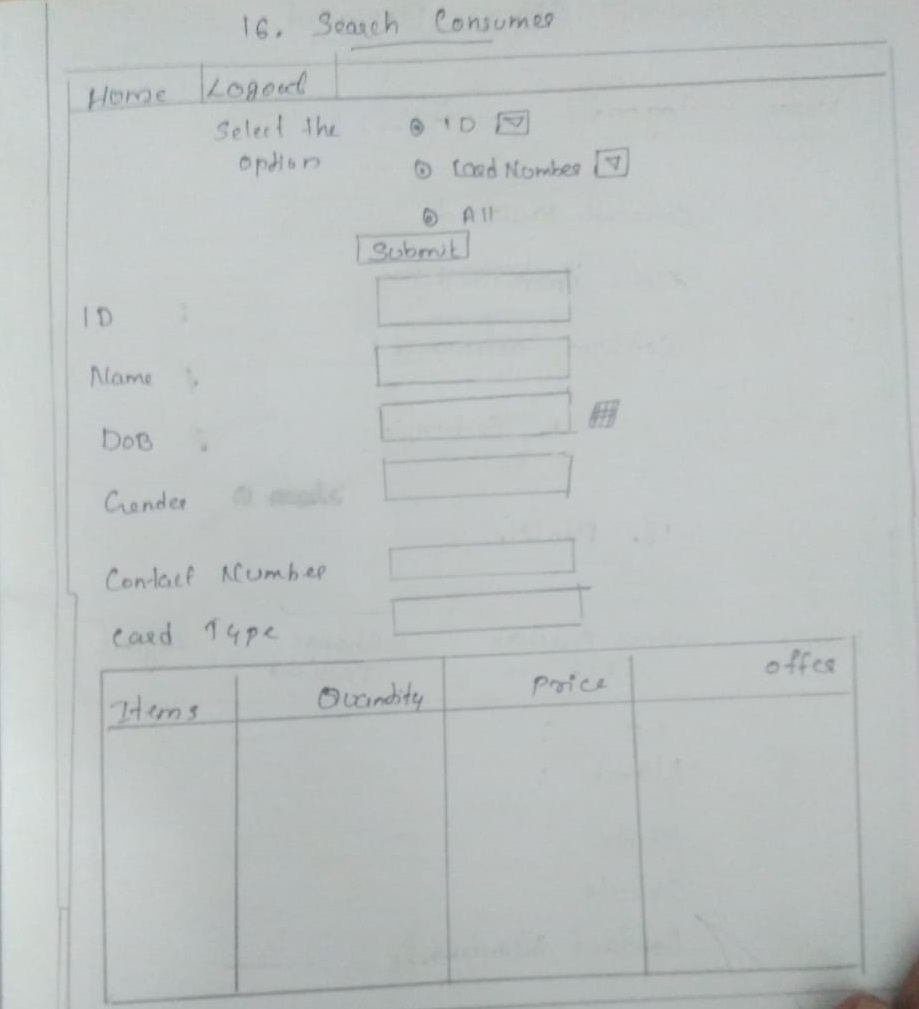 16. Search Consumer
Home Logout
Select the option
ID
Card Number
All
Submit
ID :
Name :
DOB :
Gender
Contact Number
Card Type
Items Quandity Price offer